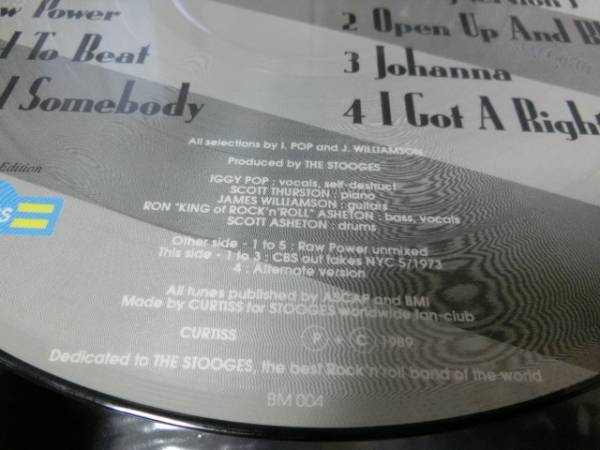 Power
2 Open Up And
To Beat
3 Johanna
Somebody
4 I Got A Right
All selections by I. POP and J. WILLIAMSON
Produced by THE STOOGES
Edition
IGGY POP : vocals, self-destruct
SCOTT THURSTON : piano
JAMES WILLIAMSON : guitars
RON "KING of ROCK'n'ROLL" ASHETON : bass, vocals
SCOTT ASHETON : drums
Other side - 1 to 5 : Raw Power unmixed
This side - 1 to 3 : CBS out takes NYC 5/1973
4 : Alternate version
All tunes published by ASCAP and BMI
Made by CURTISS for STOOGES worldwide fan-club
CURTISS P + C 1989
Dedicated to THE STOOGES, the best Rock'n'roll band of the world
BM 004